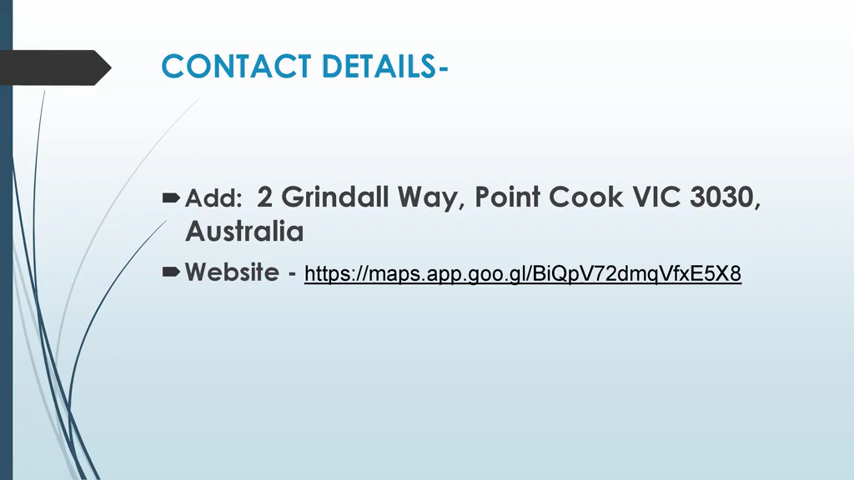 CONTACT DETAILS-
Add:  2 Grindall Way, Point Cook VIC 3030,
Australia
Website - https://maps.app.goo.gl/BiQpV72dmqVfxE5X8